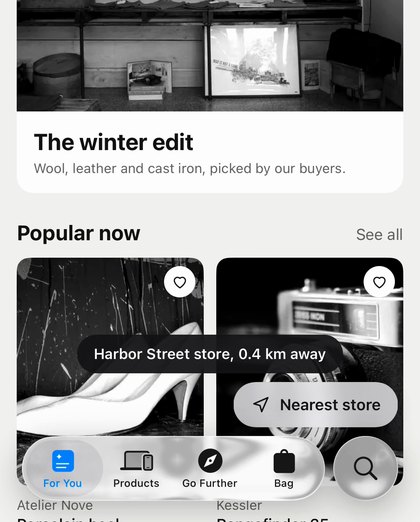 The winter edit
Wool, leather and cast iron, picked by our buyers.
Popular now
See all
Harbor Street store, 0.4 km away
Nearest store
For You
Products
Go Further
Bag
Atelier Nove
Kessler